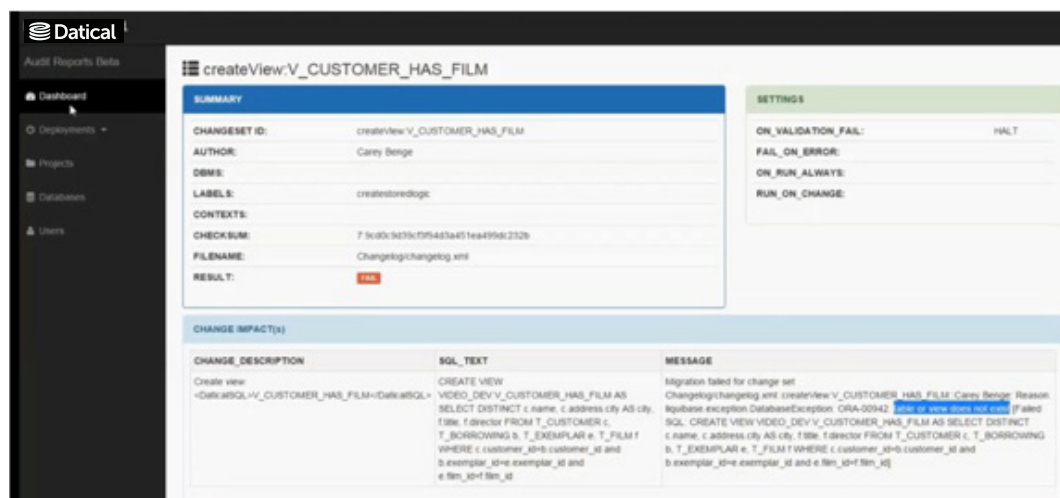 Datical
Audit Reports Beta
Dashboard
Deployments
Projects
Databases
Users
createView:V_CUSTOMER_HAS_FILM
SUMMARY
CHANGESET ID: createView:V_CUSTOMER_HAS_FILM
AUTHOR: Carey Benge
DBMS:
LABELS: createstoredlogic
CONTEXTS:
CHECKSUM:
FILENAME: Changelog/changelog.xml
RESULT: FAIL
SETTINGS
ON_VALIDATION_FAIL: HALT
FAIL_ON_ERROR:
ON_RUN_ALWAYS:
RUN_ON_CHANGE:
CHANGE IMPACT(s)
CHANGE_DESCRIPTION
Create view:
<DaticalSQL>V_CUSTOMER_HAS_FILM</DaticalSQL>
SQL_TEXT
CREATE VIEW
VIDEO_DEV.V_CUSTOMER_HAS_FILM AS
SELECT DISTINCT c.name, c.address.city AS city,
f.title, f.director FROM T_CUSTOMER c,
T_BORROWING b, T_EXEMPLAR e, T_FILM f
WHERE c.customer_id=b.customer_id and
b.exemplar_id=e.exemplar_id and
e.film_id=f.film_id
MESSAGE
Migration failed for change set
Changelog/changelog.xml::createView:V_CUSTOMER_HAS_FILM::Carey Benge: Reason:
liquibase.exception.DatabaseException: ORA-00942: table or view does not exist [Failed
SQL: CREATE VIEW VIDEO_DEV.V_CUSTOMER_HAS_FILM AS SELECT DISTINCT
c.name, c.address.city AS city, f.title, f.director FROM T_CUSTOMER c, T_BORROWING
b, T_EXEMPLAR e, T_FILM f WHERE c.customer_id=b.customer_id and
b.exemplar_id=e.exemplar_id and e.film_id=f.film_id]